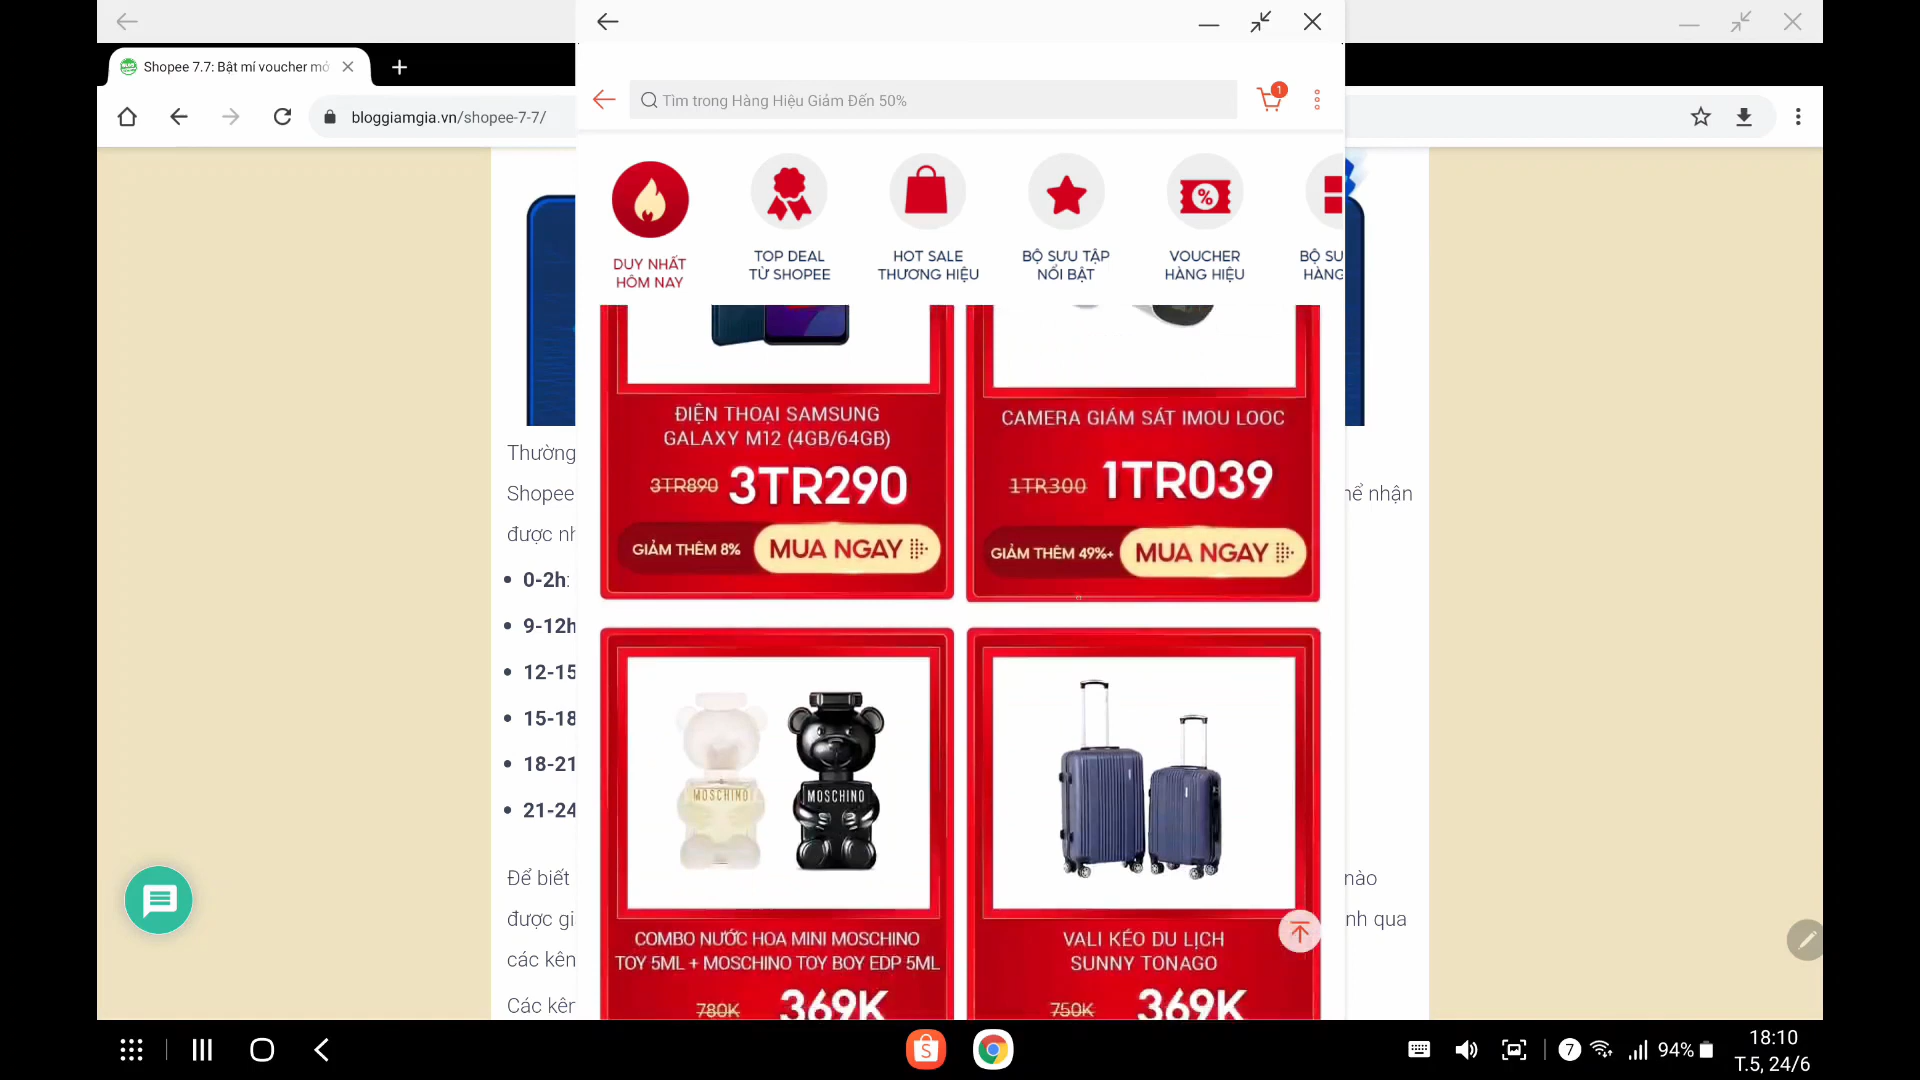 Shopee 7.7: Bật mí voucher mớ
bloggiamgia.vn/shopee-7-7/
Tìm trong Hàng Hiệu Giảm Đến 50%
1
DUY NHẤT
HÔM NAY
TOP DEAL
TỪ SHOPEE
HOT SALE
THƯƠNG HIỆU
BỘ SƯU TẬP
NỔI BẬT
VOUCHER
HÀNG HIỆU
BỘ SƯ
HÀNG
%
ĐIỆN THOẠI SAMSUNG
GALAXY M12 (4GB/64GB)
3TR890 3TR290
GIẢM THÊM 8% MUA NGAY
CAMERA GIÁM SÁT IMOU LOOC
1TR300 1TR039
GIẢM THÊM 49%+ MUA NGAY
MOSCHINO MOSCHINO
COMBO NƯỚC HOA MINI MOSCHINO
TOY 5ML + MOSCHINO TOY BOY EDP 5ML
780K 369K
VALI KÉO DU LỊCH
SUNNY TONAGO
750K 369K
Thường
Shopee
hể nhận
được nh
0-2h:
9-12h
12-15
15-18
18-21
21-24
Để biết
nào
được gi
nh qua
các kên
Các kên
S
7
94%
18:10
T.5, 24/6